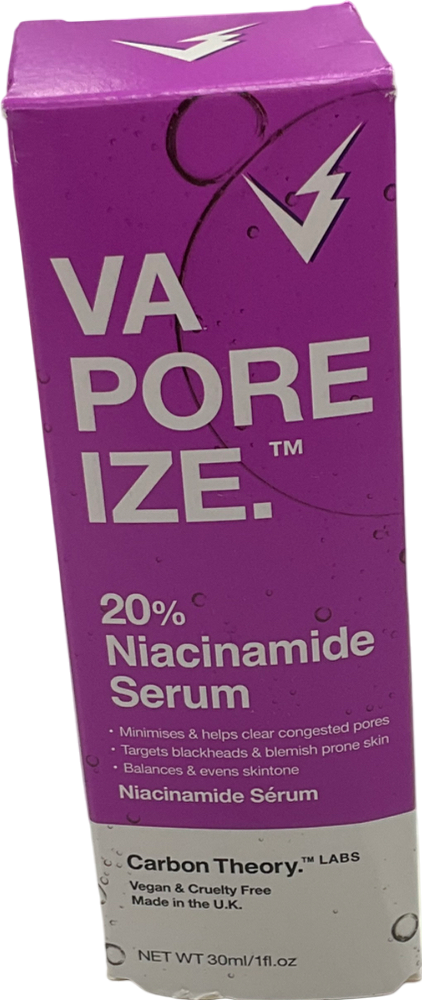 VA
PORE
IZE.™
20%
Niacinamide
Serum
• Minimises & helps clear congested pores
• Targets blackheads & blemish prone skin
• Balances & evens skintone
Niacinamide Sérum
Carbon Theory.™ LABS
Vegan & Cruelty Free
Made in the U.K.
NET WT 30ml/1fl.oz